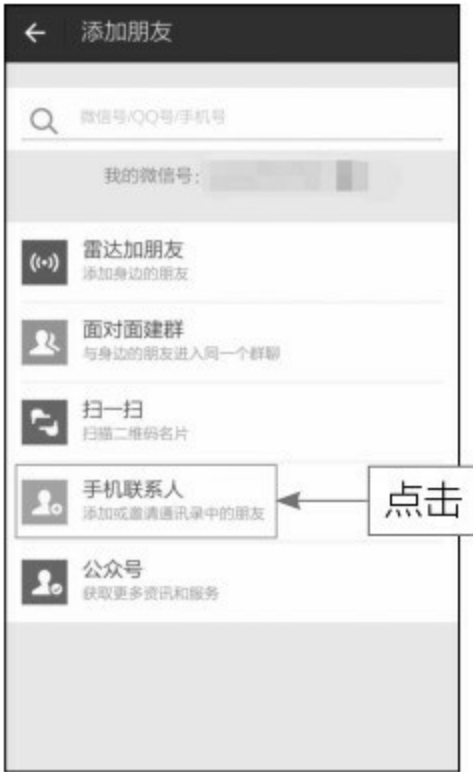 添加朋友
微信号/QQ号/手机号
我的微信号:
雷达加朋友
添加身边的朋友
面对面建群
与身边的朋友进入同一个群聊
扫一扫
扫描二维码名片
手机联系人
添加或邀请通讯录中的朋友
点击
公众号
获取更多资讯和服务